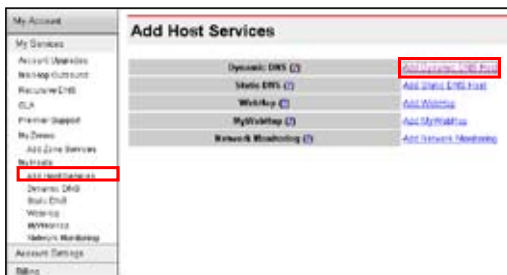 My Account
My Services
Account Upgrades
MailHop Outbound
Recursive DNS
SLA
Premier Support
My Zones
Add Zone Services
My Hosts
Add Host Services
Dynamic DNS
Static DNS
WebHop
MyWebHop
Network Monitoring
Account Settings
Billing
Add Host Services
Dynamic DNS (?) Add Dynamic DNS Host
Static DNS (?) Add Static DNS Host
WebHop (?) Add WebHop
MyWebHop (?) Add MyWebHop
Network Monitoring (?) Add Network Monitoring